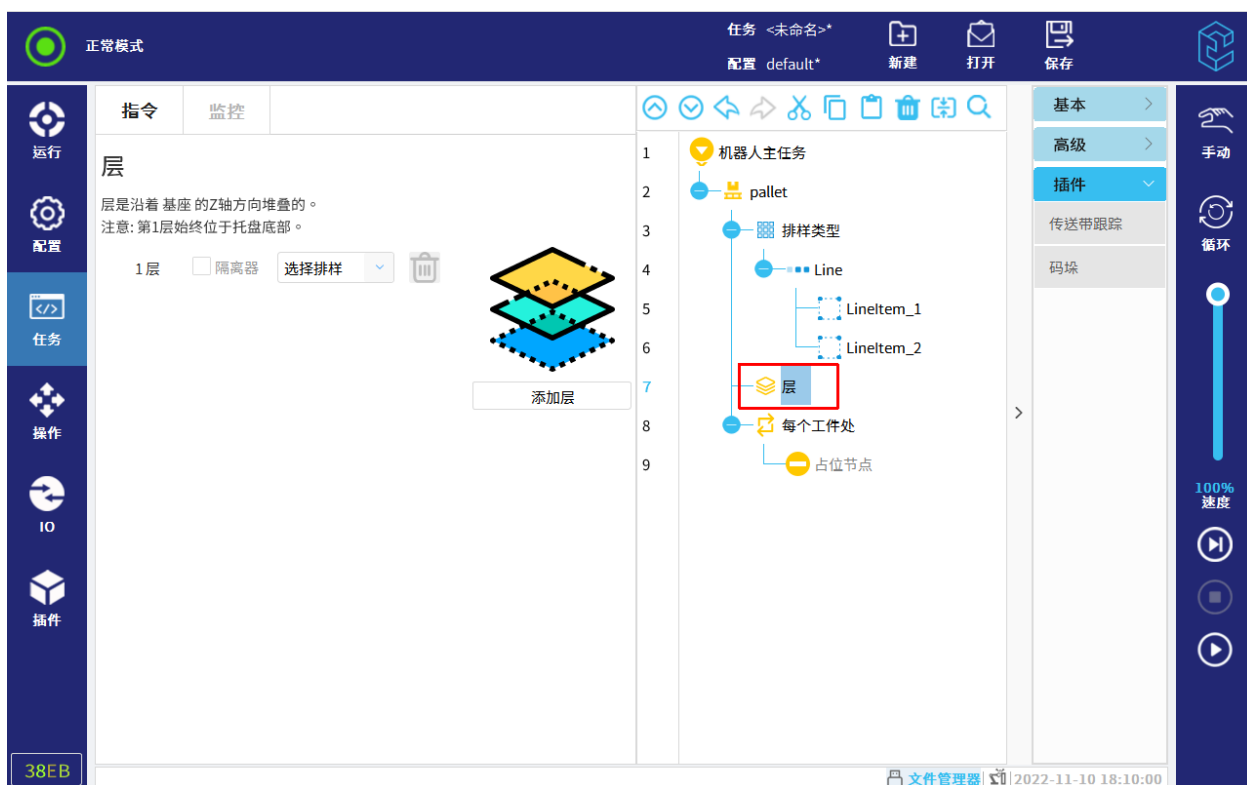 正常模式
任务 <未命名>*
配置 default*
新建
打开
保存
运行
配置
任务
操作
IO
插件
38EB
指令
监控
层
层是沿着 基座 的Z轴方向堆叠的。
注意: 第1层始终位于托盘底部。
1 层
隔离器
选择排样
添加层
1 机器人主任务
2 pallet
3 排样类型
4 Line
5 LineItem_1
6 LineItem_2
7 层
8 每个工件处
9 占位节点
基本
高级
插件
传送带跟踪
码垛
手动
循环
100%
速度
文件管理器
2022-11-10 18:10:00